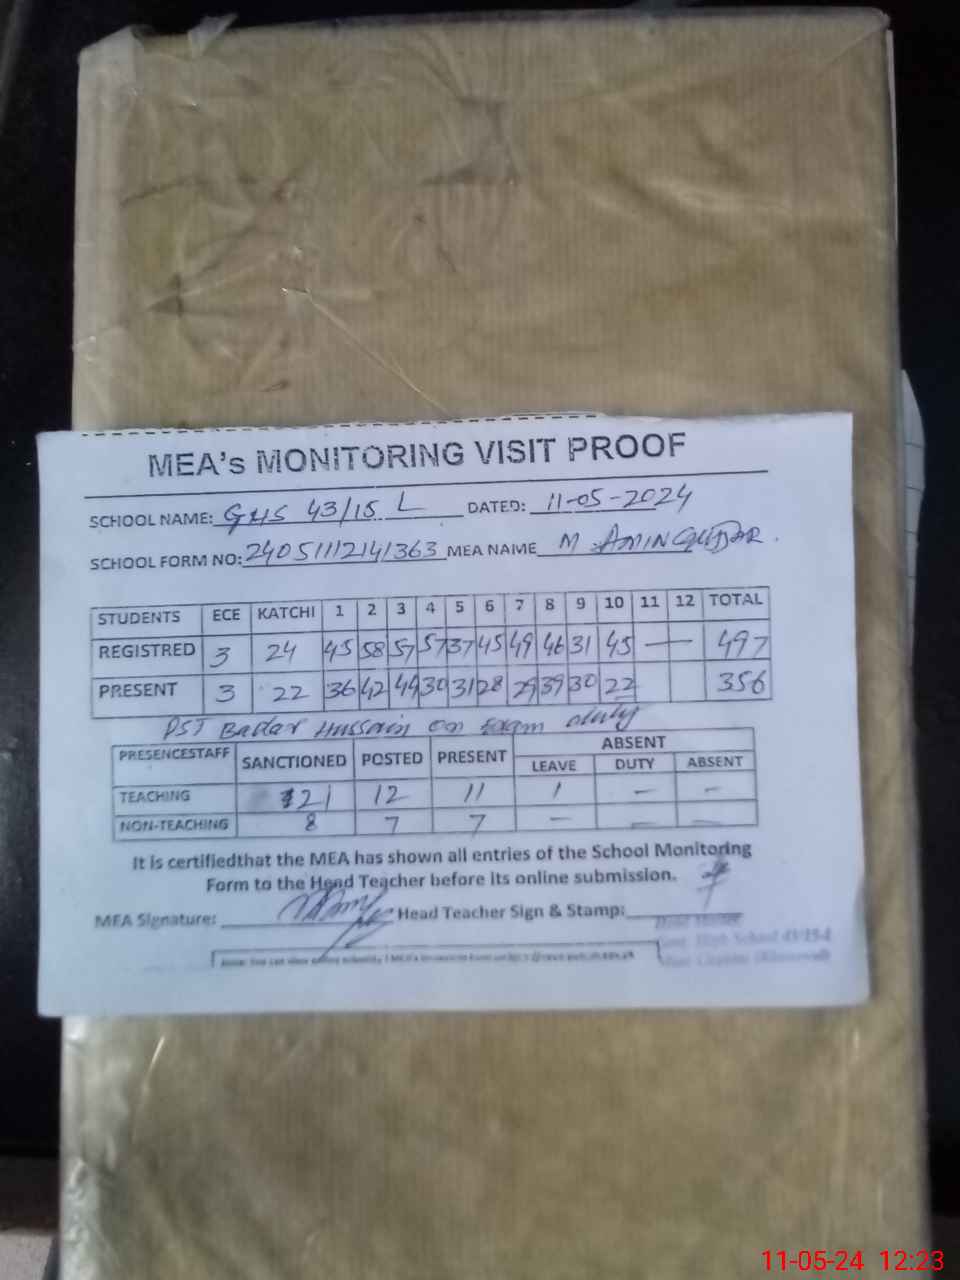 MEA's MONITORING VISIT PROOF
SCHOOL NAME: GHS 43/15 L DATED: 11-05-2024
SCHOOL FORM NO: 24051112141363 MEA NAME M. AMIN GUJJAR.
STUDENTS ECE KATCHI 1 2 3 4 5 6 7 8 9 10 11 12 TOTAL
REGISTRED 3 24 45 58 57 57 37 45 49 46 31 45 — 497
PRESENT 3 22 36 42 44 30 31 28 29 39 30 22 356
PST Badar Hussain on exam duty
PRESENCESTAFF SANCTIONED POSTED PRESENT ABSENT
LEAVE DUTY ABSENT
TEACHING 21 12 11 1 — —
NON-TEACHING 8 7 7 — — —
It is certifiedthat the MEA has shown all entries of the School Monitoring
Form to the Head Teacher before its online submission.
MEA Signature: Head Teacher Sign & Stamp:
High School 43/15-L
11-05-24 12:23